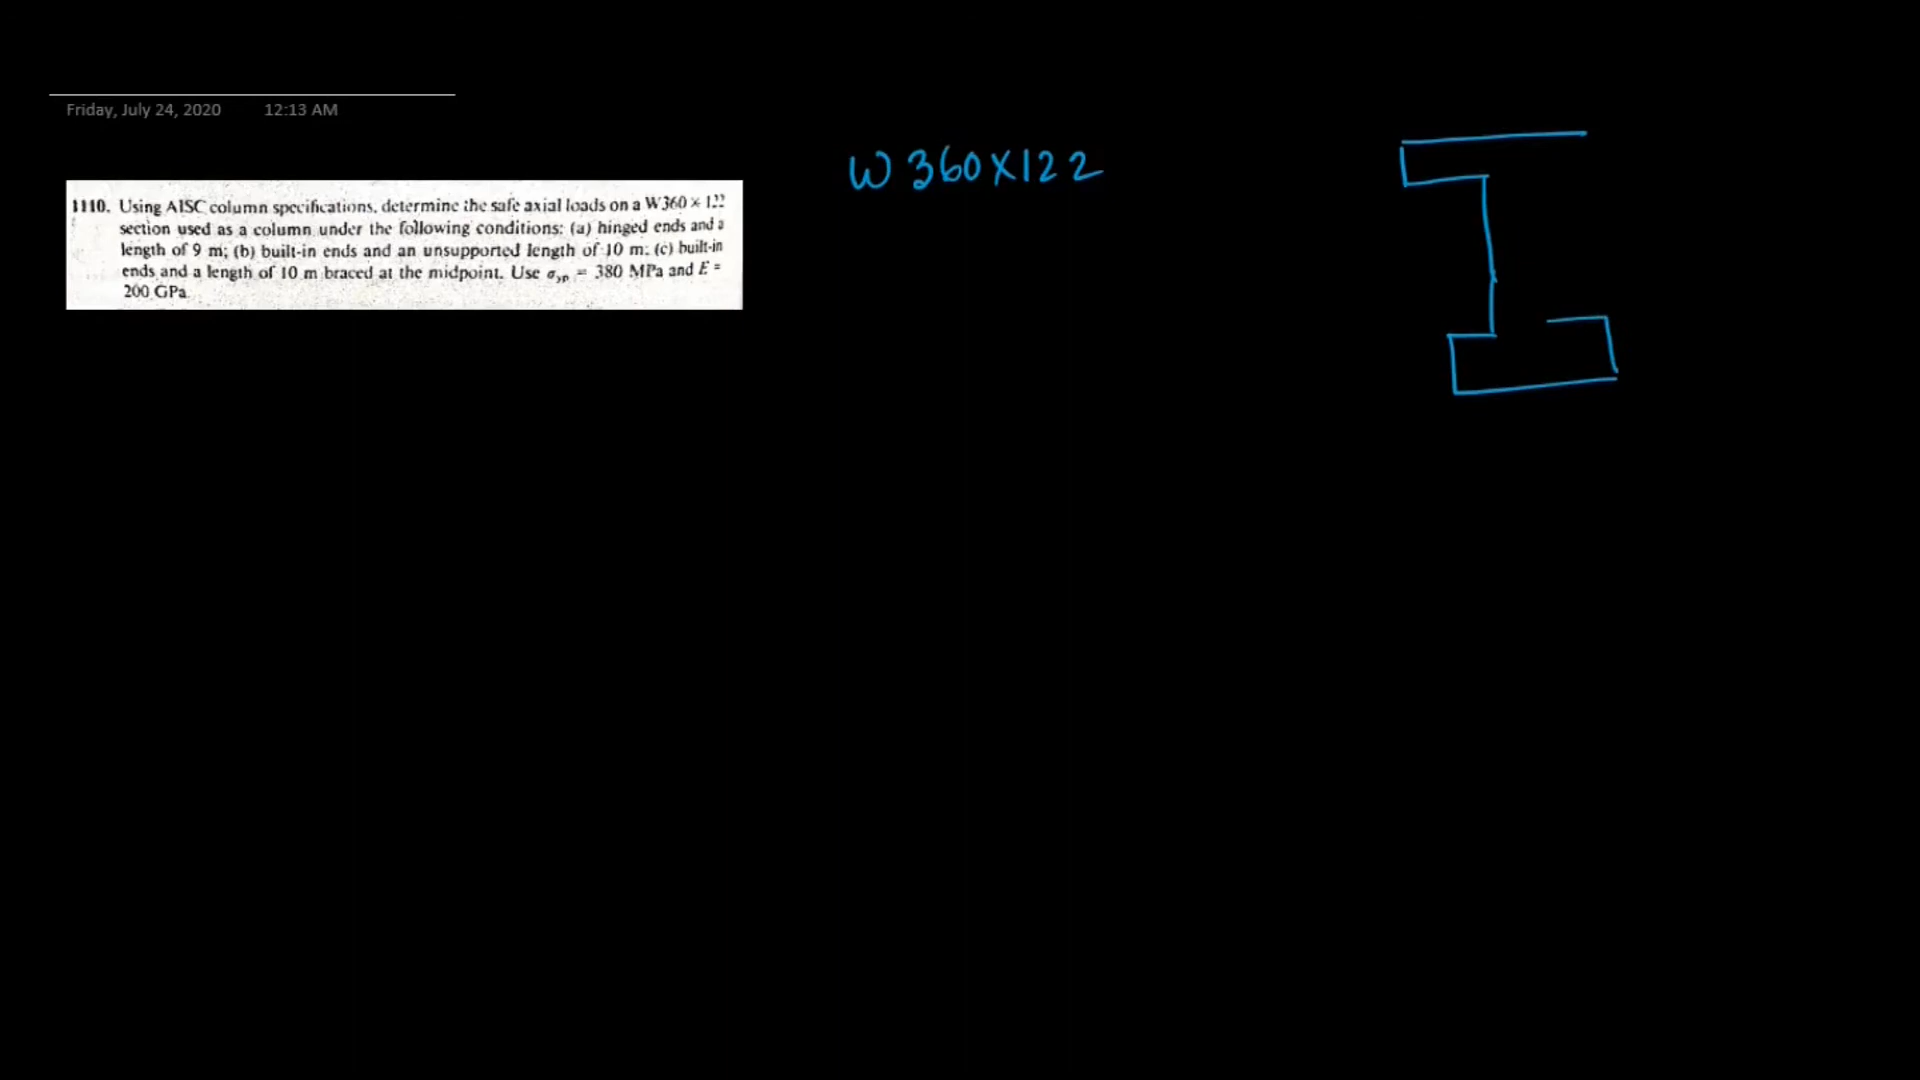 Friday, July 24, 2020 12:13 AM
W 360X122
1110. Using AISC column specifications, determine the safe axial loads on a W360 × 122
section used as a column under the following conditions: (a) hinged ends and a
length of 9 m; (b) built-in ends and an unsupported length of 10 m; (c) built-in
ends and a length of 10 m braced at the midpoint. Use σyp = 380 MPa and E =
200 GPa.